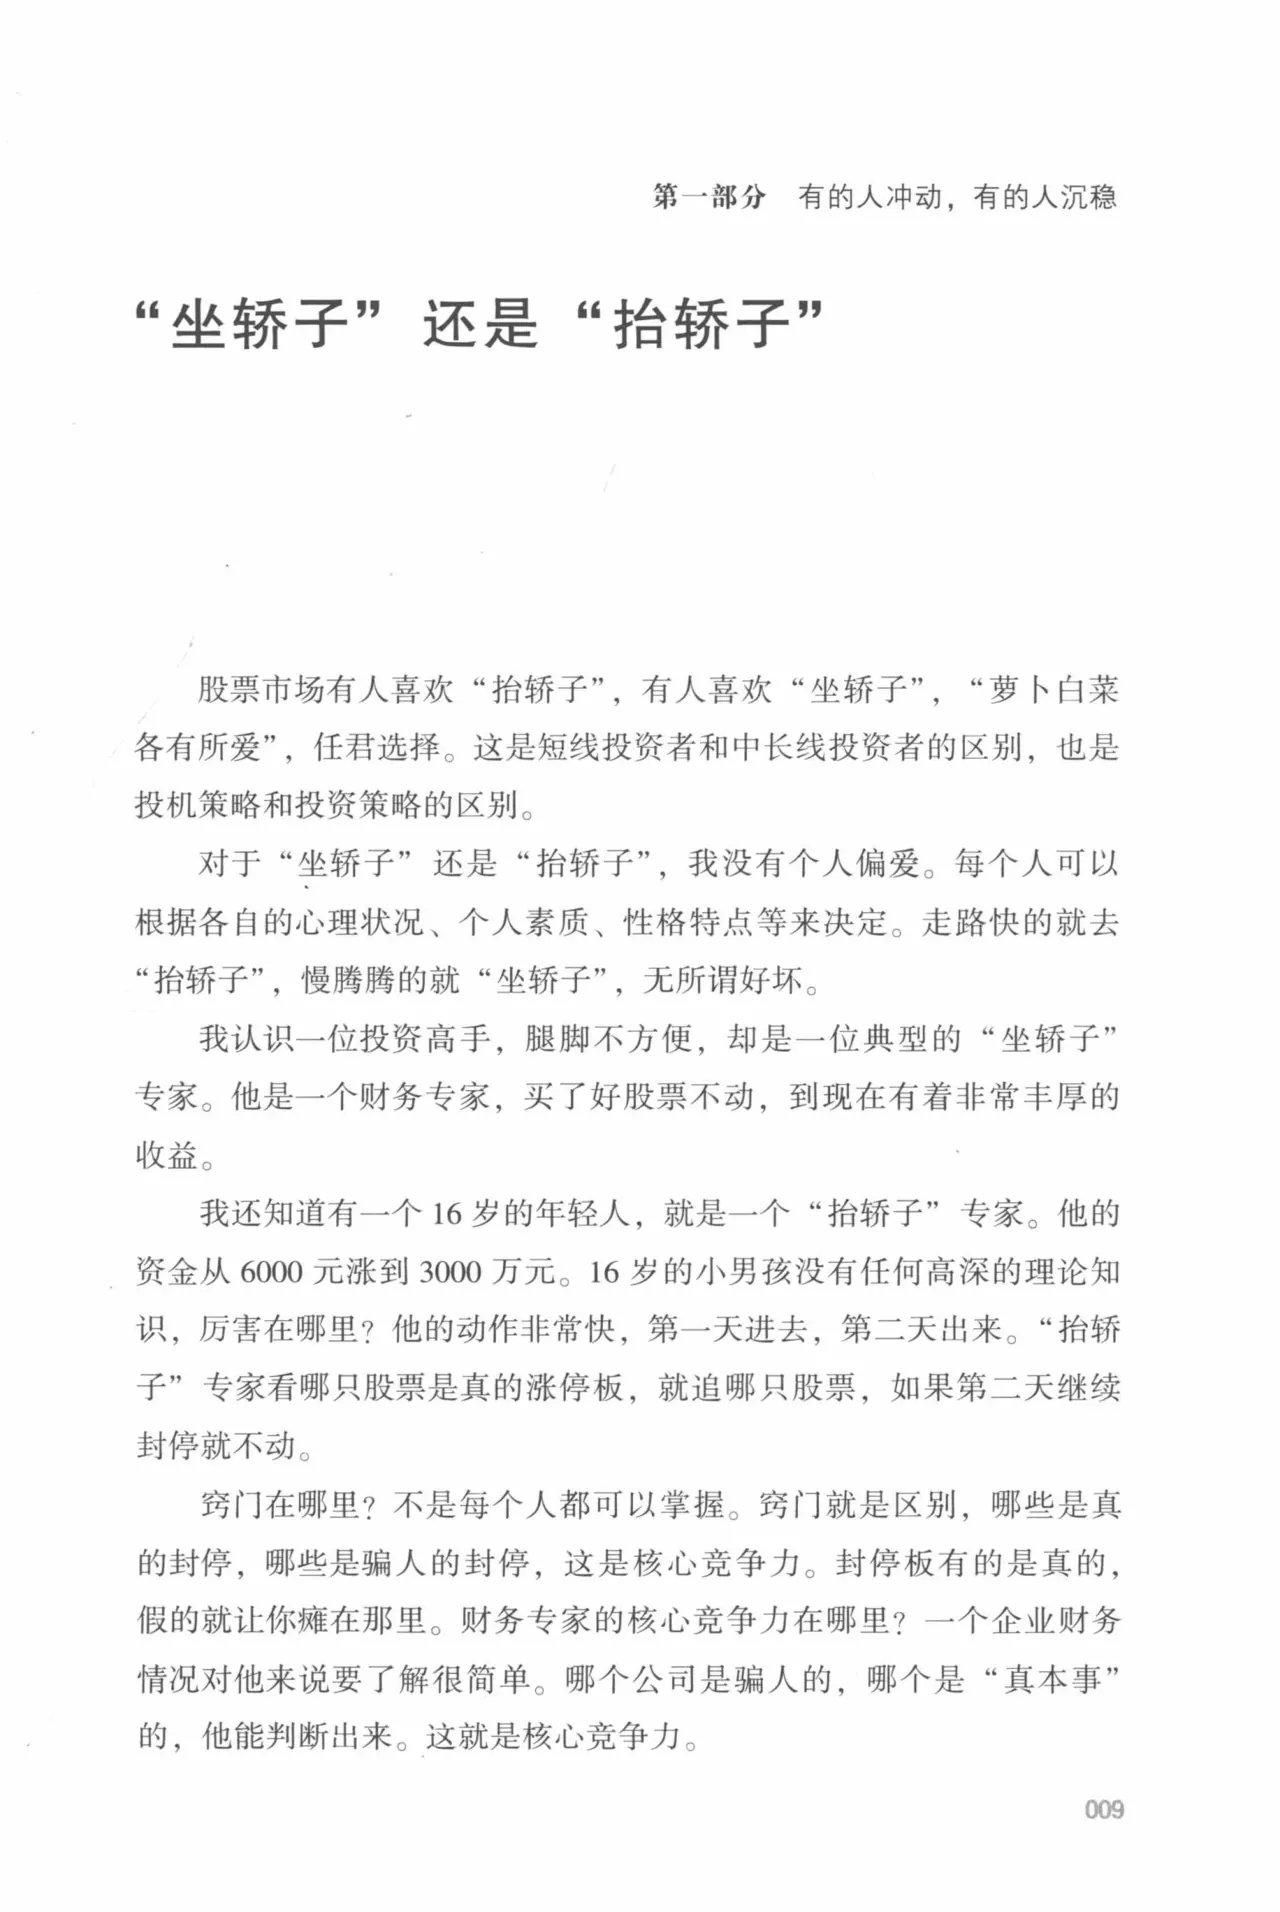 第一部分 有的人冲动，有的人沉稳
“坐轿子”还是“抬轿子”
股票市场有人喜欢“抬轿子”，有人喜欢“坐轿子”，“萝卜白菜
各有所爱”，任君选择。这是短线投资者和中长线投资者的区别，也是
投机策略和投资策略的区别。
对于“坐轿子”还是“抬轿子”，我没有个人偏爱。每个人可以
根据各自的心理状况、个人素质、性格特点等来决定。走路快的就去
“抬轿子”，慢腾腾的就“坐轿子”，无所谓好坏。
我认识一位投资高手，腿脚不方便，却是一位典型的“坐轿子”
专家。他是一个财务专家，买了好股票不动，到现在有着非常丰厚的
收益。
我还知道有一个 16 岁的年轻人，就是一个“抬轿子”专家。他的
资金从 6000 元涨到 3000 万元。16 岁的小男孩没有任何高深的理论知
识，厉害在哪里？他的动作非常快，第一天进去，第二天出来。“抬轿
子”专家看哪只股票是真的涨停板，就追哪只股票，如果第二天继续
封停就不动。
窍门在哪里？不是每个人都可以掌握。窍门就是区别，哪些是真
的封停，哪些是骗人的封停，这是核心竞争力。封停板有的是真的，
假的就让你瘫在那里。财务专家的核心竞争力在哪里？一个企业财务
情况对他来说要了解很简单。哪个公司是骗人的，哪个是“真本事”
的，他能判断出来。这就是核心竞争力。
009